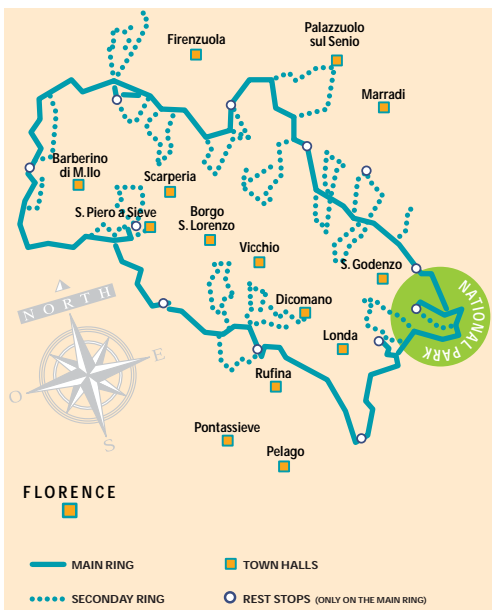 Palazzuolo
sul Senio
Firenzuola
Marradi
Barberino
di M.llo
Scarperia
S. Piero a Sieve
Borgo
S. Lorenzo
Vicchio
S. Godenzo
NATIONAL PARK
NORTH
Dicomano
Londa
E
O
Rufina
S
Pontassieve
Pelago
FLORENCE
MAIN RING
TOWN HALLS
SECONDAY RING
REST STOPS (ONLY ON THE MAIN RING)